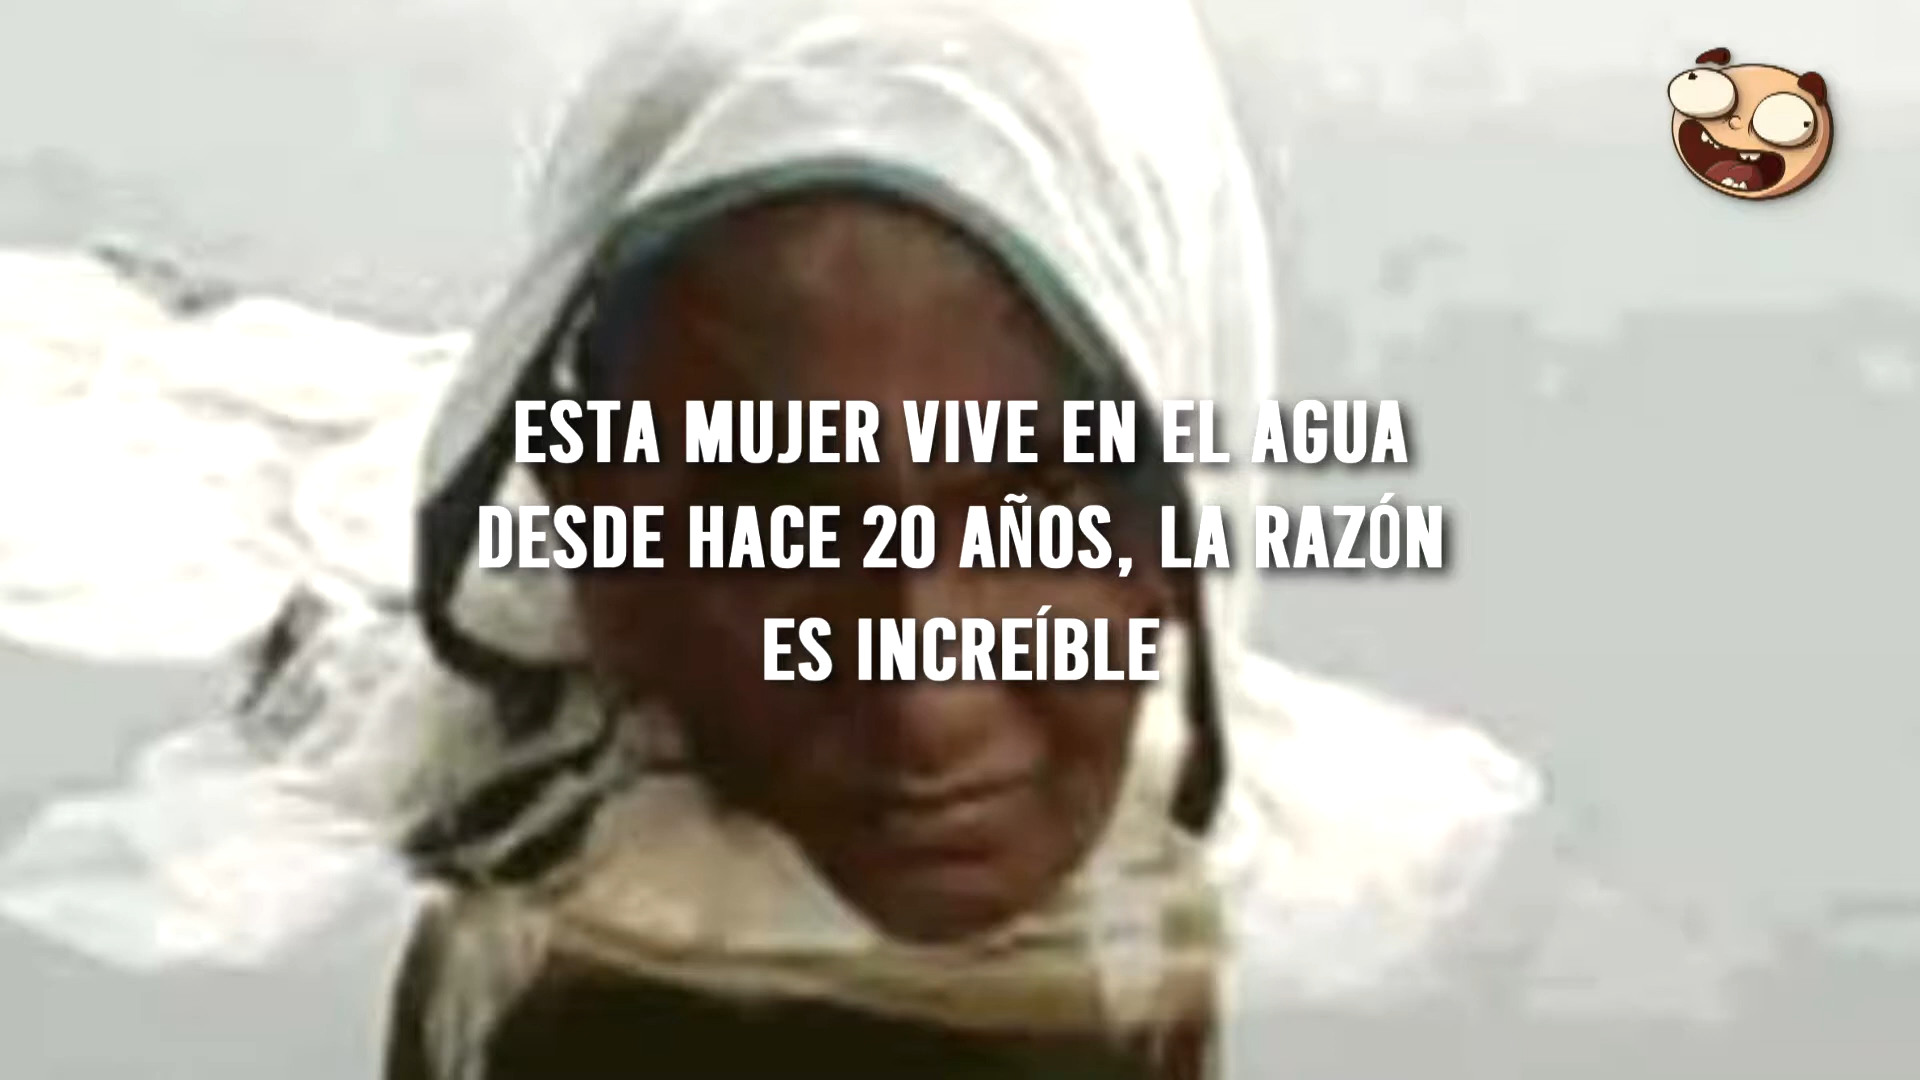 ESTA MUJER VIVE EN EL AGUA
DESDE HACE 20 AÑOS, LA RAZÓN
ES INCREÍBLE